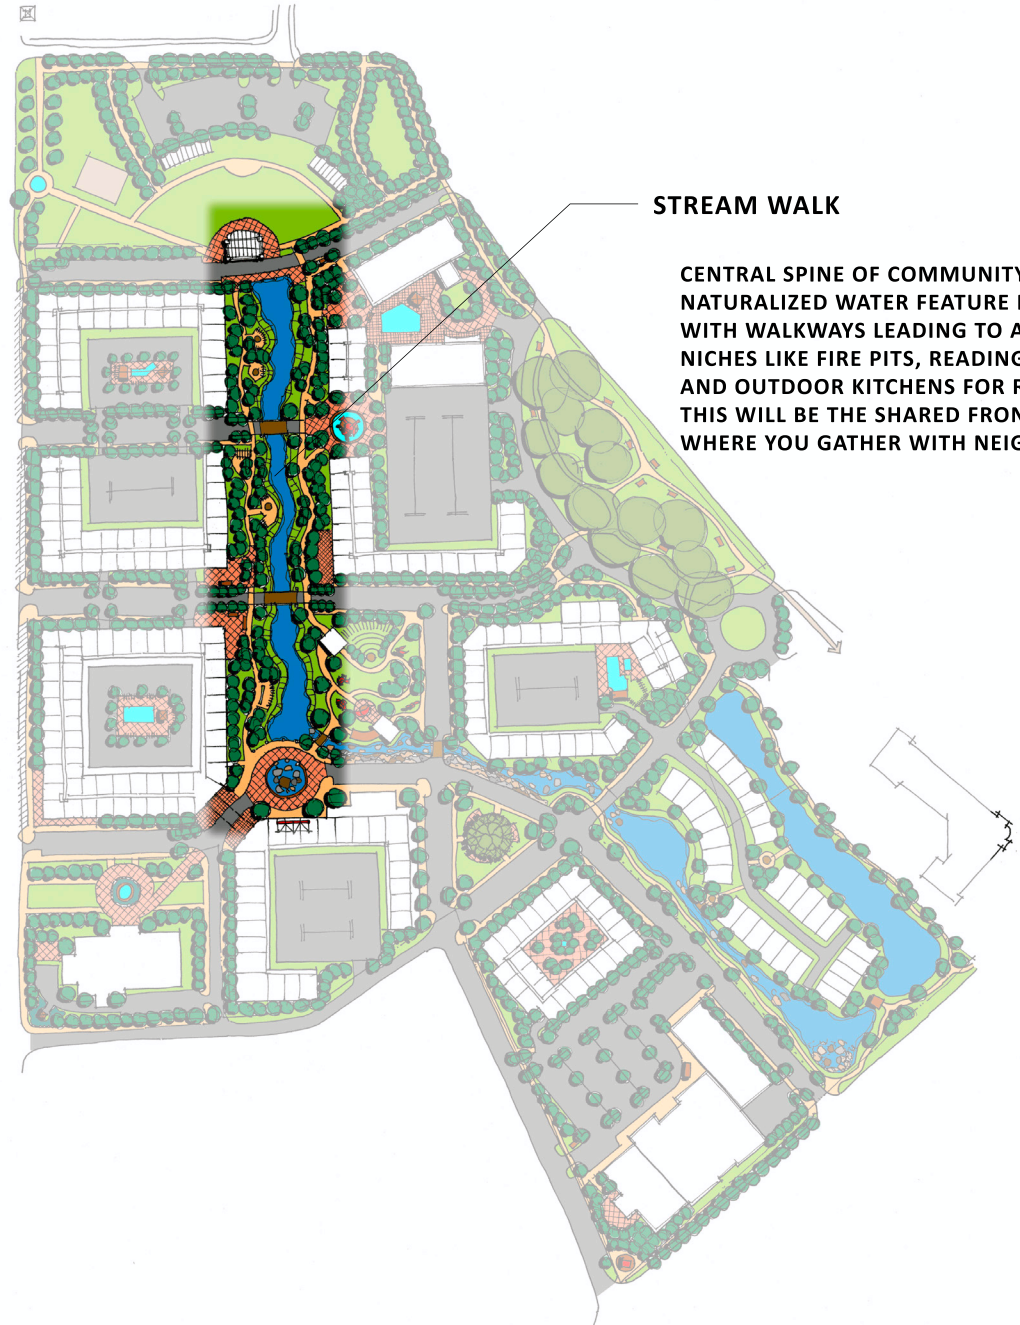 STREAM WALK
CENTRAL SPINE OF COMMUNITY
NATURALIZED WATER FEATURE
WITH WALKWAYS LEADING TO
NICHES LIKE FIRE PITS, READING
AND OUTDOOR KITCHENS FOR
THIS WILL BE THE SHARED
WHERE YOU GATHER WITH